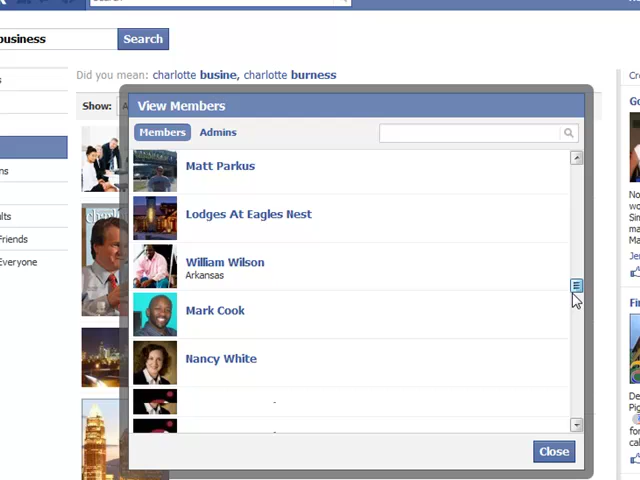 business
Search
Did you mean: charlotte busine, charlotte burness
Show:
View Members
Members Admins
Matt Parkus
Lodges At Eagles Nest
William Wilson
Arkansas
Mark Cook
Nancy White
Close
ults
Friends
Everyone